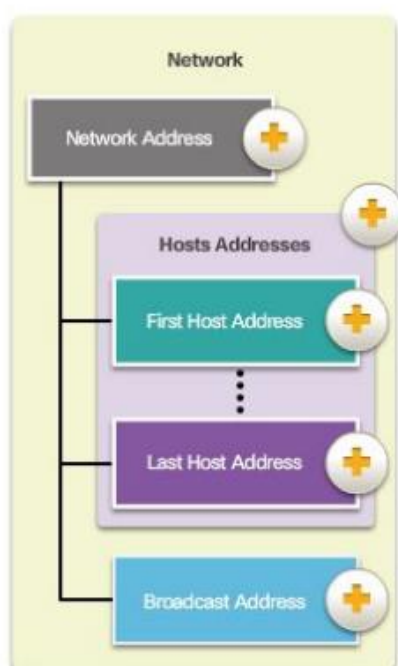 Network
Network Address
Hosts Addresses
First Host Address
Last Host Address
Broadcast Address